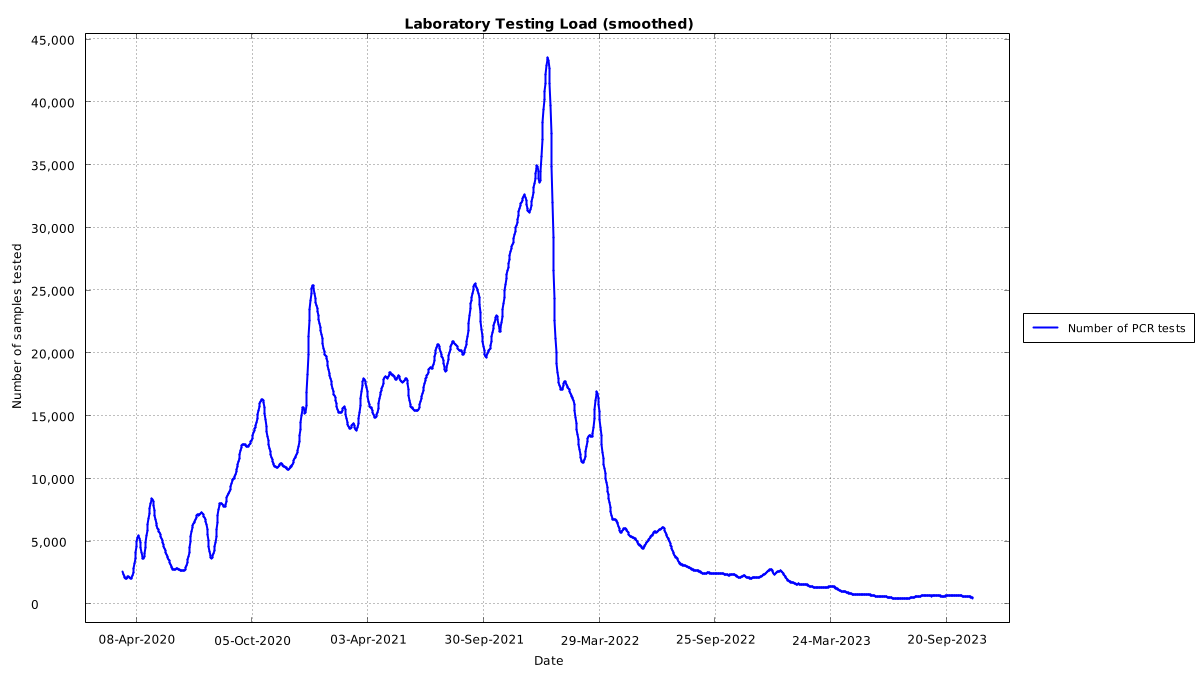 Laboratory Testing Load (smoothed)
45,000
40,000
35,000
30,000
25,000
20,000
15,000
10,000
5,000
0
Number of samples tested
Number of PCR tests
08-Apr-2020 05-Oct-2020 03-Apr-2021 30-Sep-2021 29-Mar-2022 25-Sep-2022 24-Mar-2023 20-Sep-2023
Date